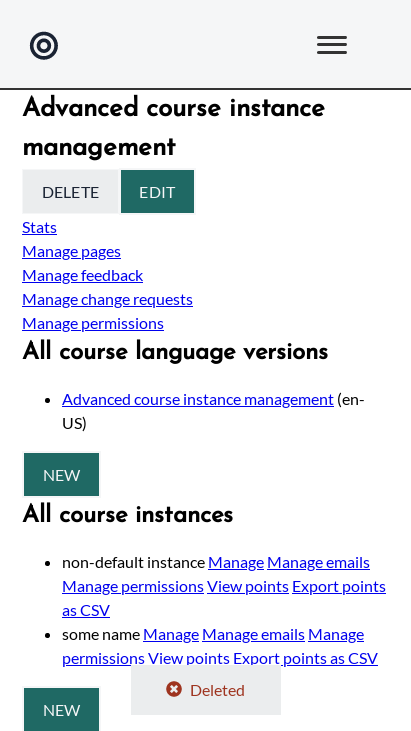 Advanced course instance
management
DELETE EDIT
Stats
Manage pages
Manage feedback
Manage change requests
Manage permissions
All course language versions
Advanced course instance management (en-
US)
NEW
All course instances
non-default instance Manage Manage emails
Manage permissions View points Export points
as CSV
some name Manage Manage emails Manage
permissions View points Export points as CSV
Deleted
NEW